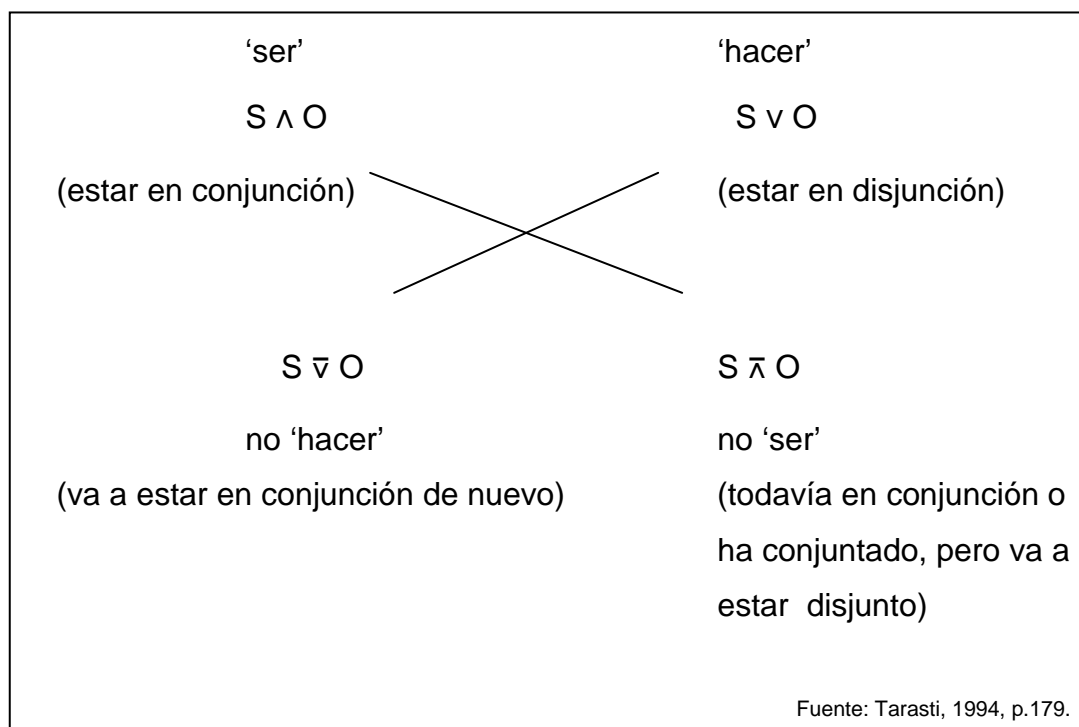 ‘ser’ ‘hacer’
S ʌ O S v O
(estar en conjunción) (estar en disjunción)
S v̅ O S ʌ̅ O
no ‘hacer’ no ‘ser’
(va a estar en conjunción de nuevo) (todavía en conjunción o
ha conjuntado, pero va a
estar disjunto)
Fuente: Tarasti, 1994, p.179.